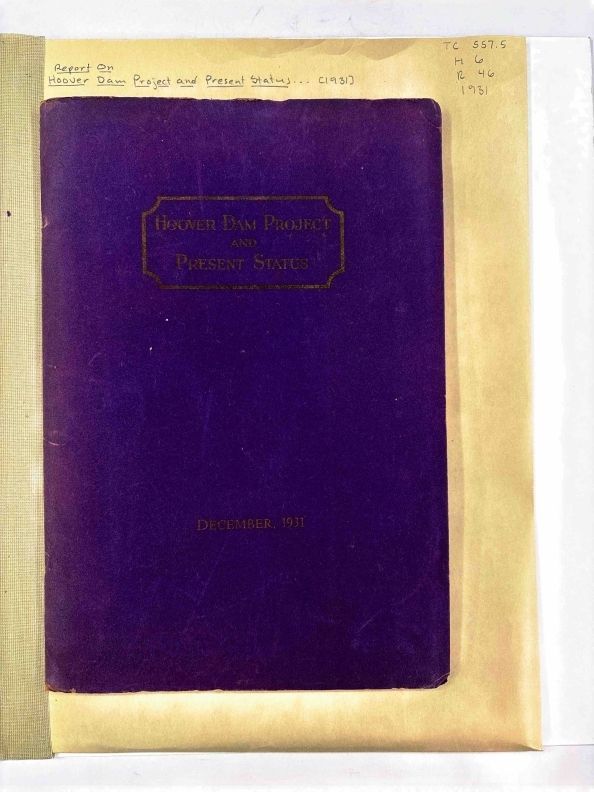 Report On
Hoover Dam Project and Present Status... [1931]
TC 557.5
H 6
R 46
1931
HOOVER DAM PROJECT
AND
PRESENT STATUS
DECEMBER, 1931